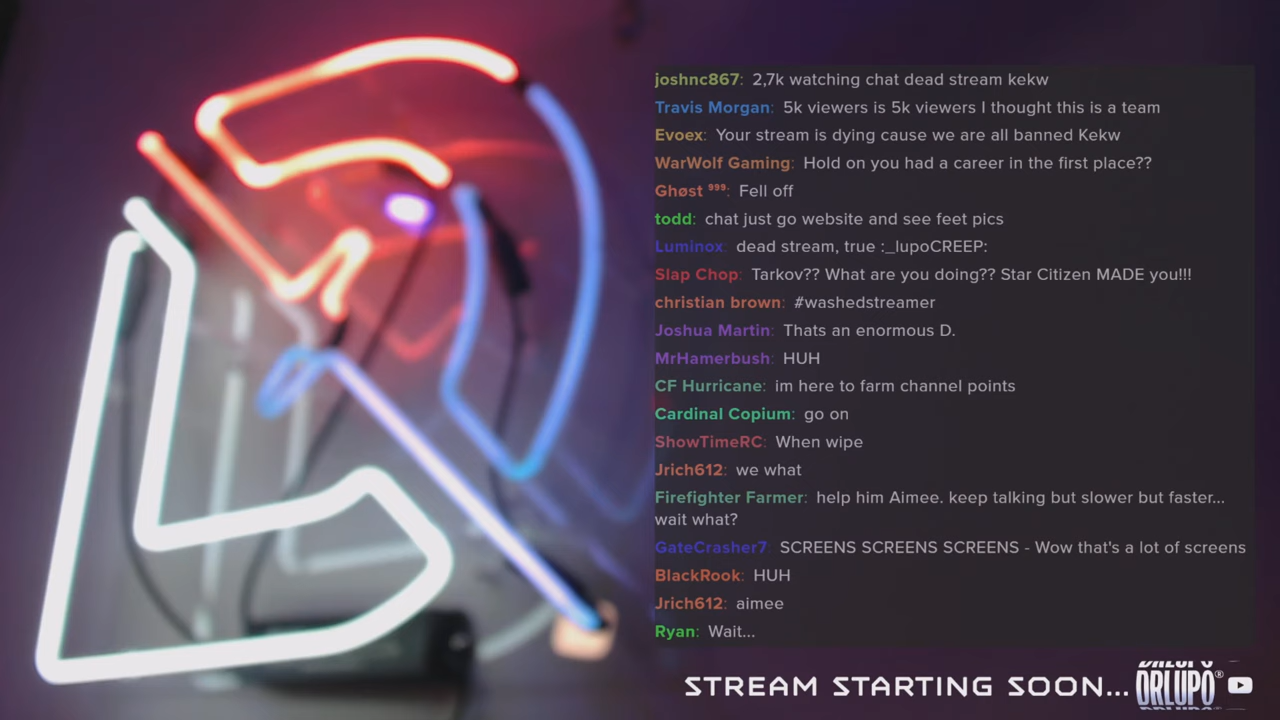 joshnc867: 2,7k watching chat dead stream kekw
Travis Morgan: 5k viewers is 5k viewers I thought this is a team
Evoex: Your stream is dying cause we are all banned Kekw
WarWolf Gaming: Hold on you had a career in the first place??
Ghøst ⁹⁹⁹: Fell off
todd: chat just go website and see feet pics
Luminox: dead stream, true :_lupoCREEP:
Slap Chop: Tarkov?? What are you doing?? Star Citizen MADE you!!!
christian brown: #washedstreamer
Joshua Martin: Thats an enormous D.
MrHamerbush: HUH
CF Hurricane: im here to farm channel points
Cardinal Copium: go on
ShowTimeRC: When wipe
Jrich612: we what
Firefighter Farmer: help him Aimee. keep talking but slower but faster...
wait what?
GateCrasher7: SCREENS SCREENS SCREENS - Wow that's a lot of screens
BlackRook: HUH
Jrich612: aimee
Ryan: Wait...
STREAM STARTING SOON... DRLUPO®